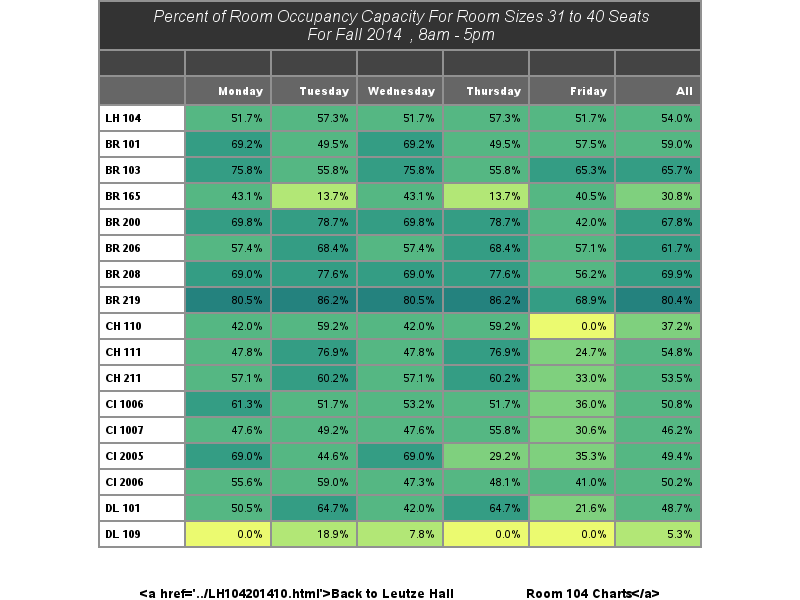 Percent of Room Occupancy Capacity For Room Sizes 31 to 40 Seats
For Fall 2014 , 8am - 5pm
Monday Tuesday Wednesday Thursday Friday All
LH 104 51.7% 57.3% 51.7% 57.3% 51.7% 54.0%
BR 101 69.2% 49.5% 69.2% 49.5% 57.5% 59.0%
BR 103 75.8% 55.8% 75.8% 55.8% 65.3% 65.7%
BR 165 43.1% 13.7% 43.1% 13.7% 40.5% 30.8%
BR 200 69.8% 78.7% 69.8% 78.7% 42.0% 67.8%
BR 206 57.4% 68.4% 57.4% 68.4% 57.1% 61.7%
BR 208 69.0% 77.6% 69.0% 77.6% 56.2% 69.9%
BR 219 80.5% 86.2% 80.5% 86.2% 68.9% 80.4%
CH 110 42.0% 59.2% 42.0% 59.2% 0.0% 37.2%
CH 111 47.8% 76.9% 47.8% 76.9% 24.7% 54.8%
CH 211 57.1% 60.2% 57.1% 60.2% 33.0% 53.5%
CI 1006 61.3% 51.7% 53.2% 51.7% 36.0% 50.8%
CI 1007 47.6% 49.2% 47.6% 55.8% 30.6% 46.2%
CI 2005 69.0% 44.6% 69.0% 29.2% 35.3% 49.4%
CI 2006 55.6% 59.0% 47.3% 48.1% 41.0% 50.2%
DL 101 50.5% 64.7% 42.0% 64.7% 21.6% 48.7%
DL 109 0.0% 18.9% 7.8% 0.0% 0.0% 5.3%
<a href='../LH104201410.html'>Back to Leutze Hall Room 104 Charts</a>